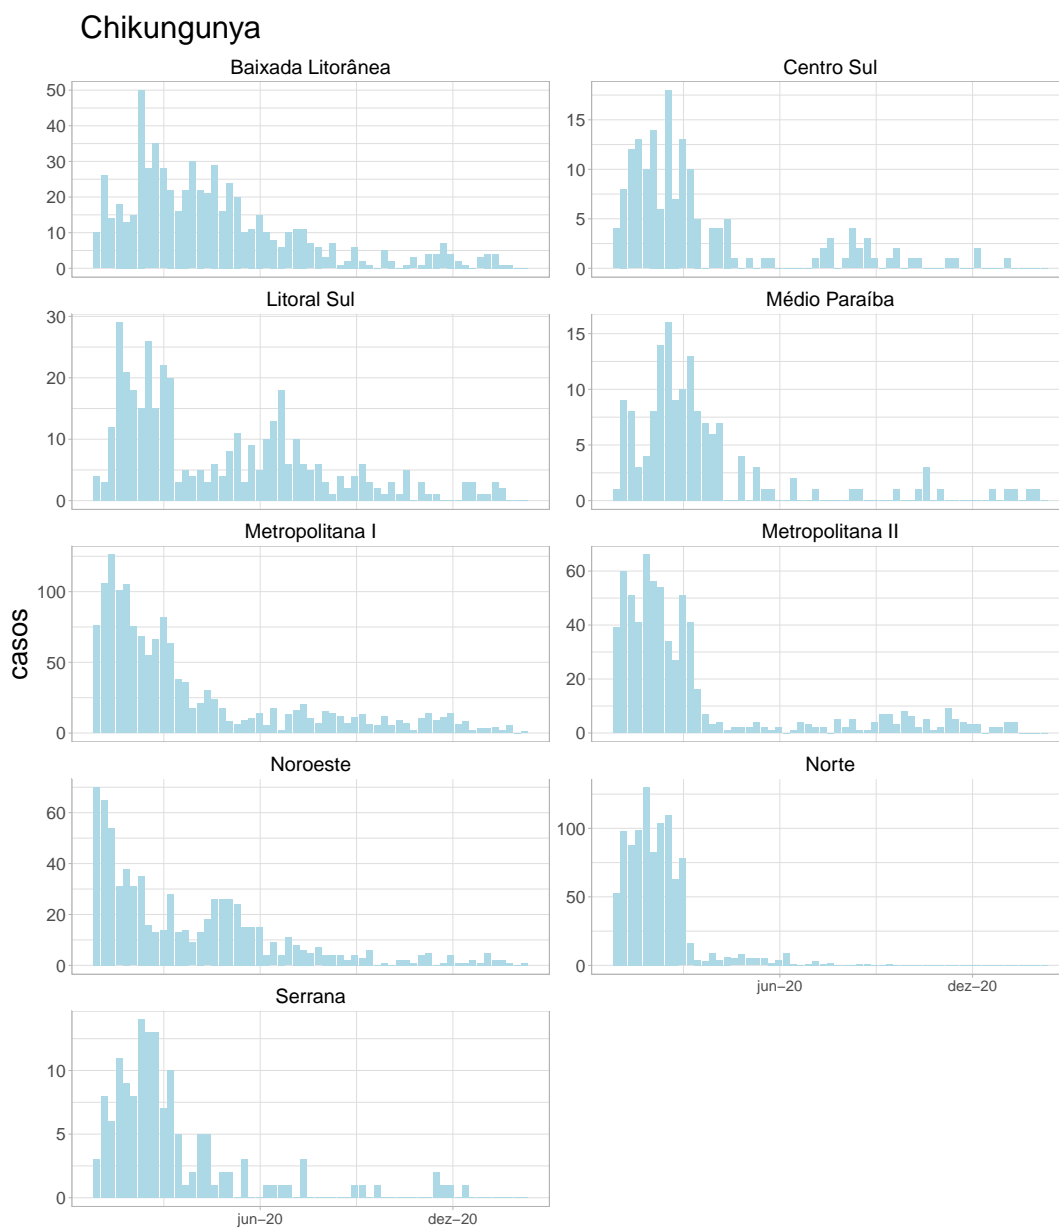 Chikungunya
Baixada Litorânea
50
40
30
20
10
0
Centro Sul
15
10
5
0
Litoral Sul
30
20
10
0
Médio Paraíba
15
10
5
0
Metropolitana I
100
50
0
Metropolitana II
60
40
20
0
casos
Noroeste
60
40
20
0
Norte
100
50
0
jun–20 dez–20
Serrana
10
5
0
jun–20 dez–20